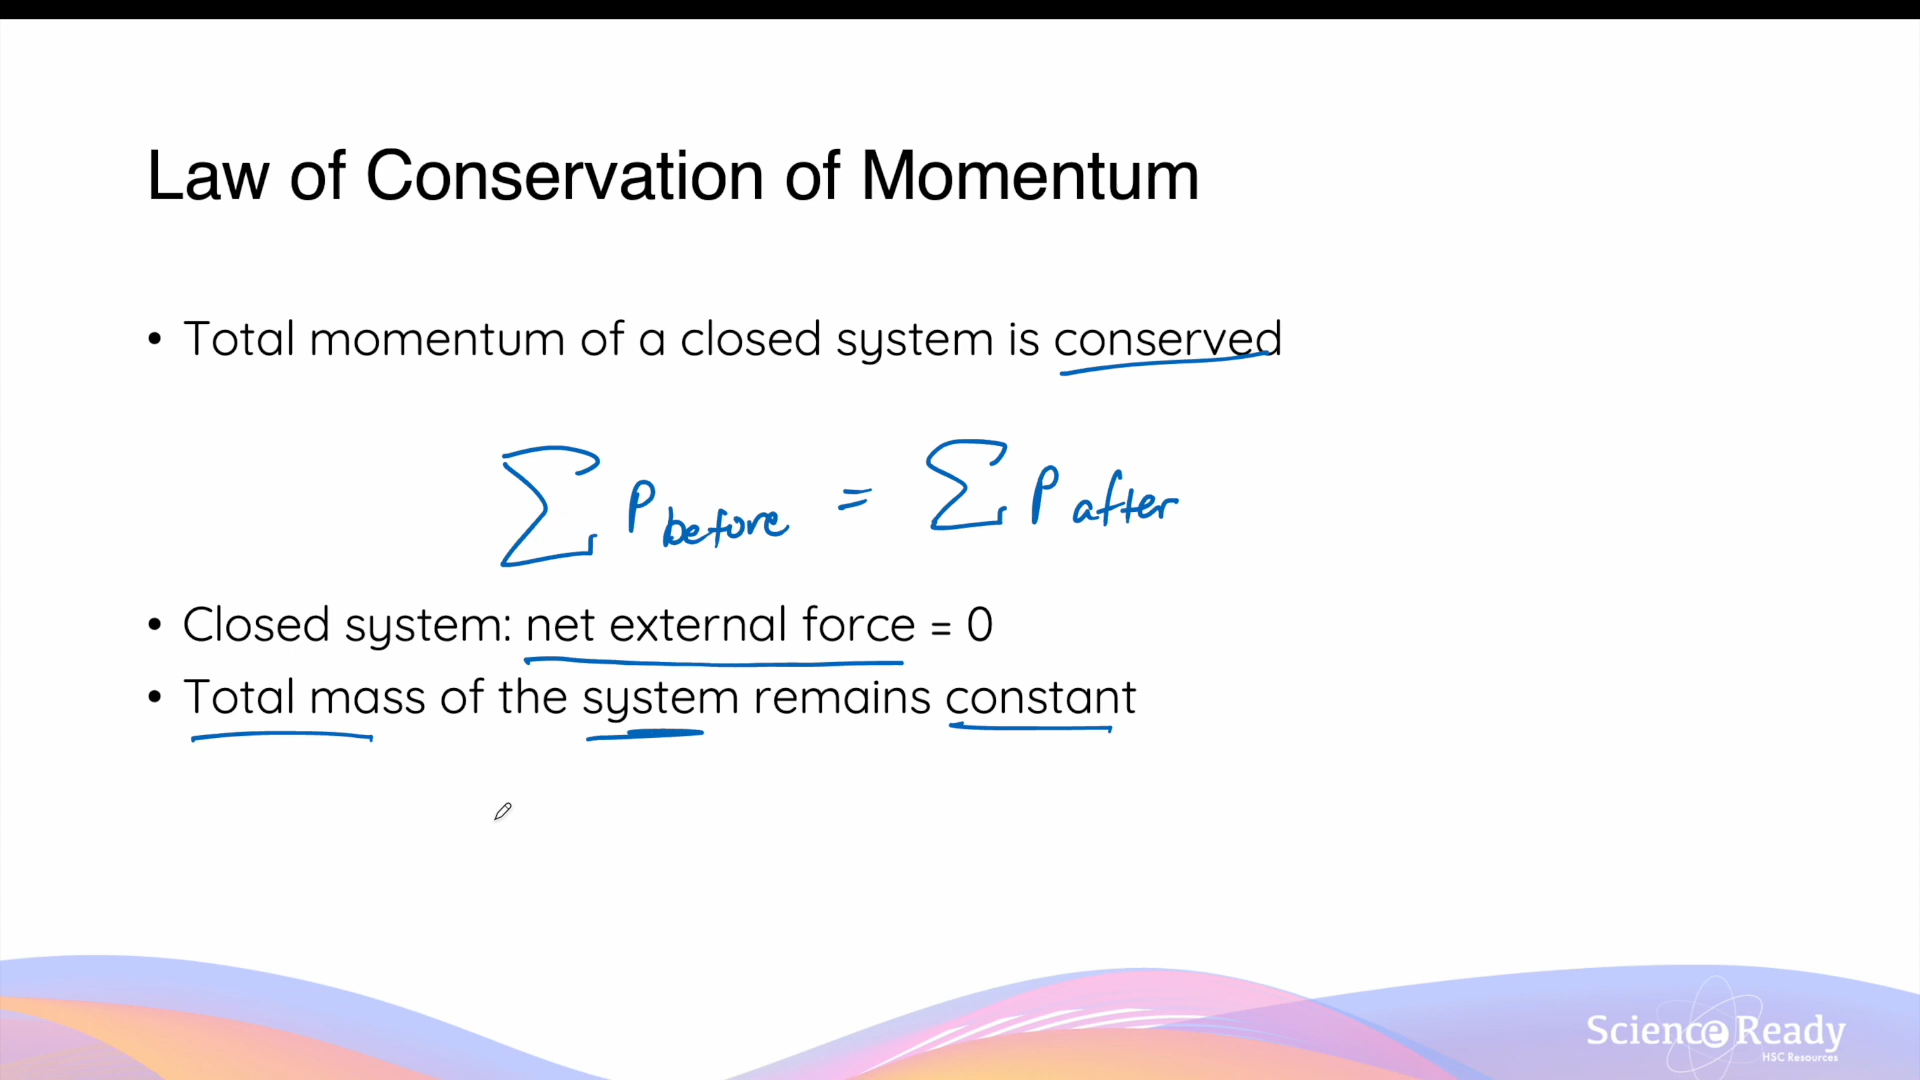 Law of Conservation of Momentum
• Total momentum of a closed system is conserved
∑ P before = ∑ P after
• Closed system: net external force = 0
• Total mass of the system remains constant
Science Ready
HSC Resources